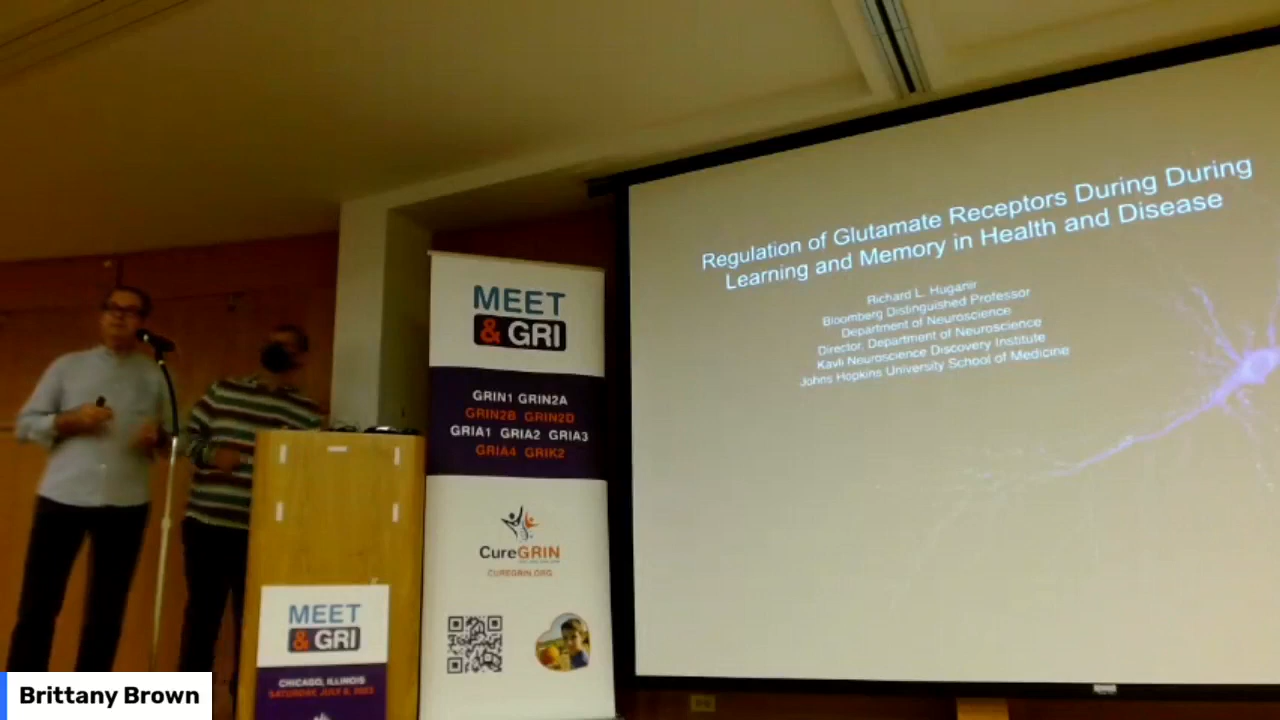 Regulation of Glutamate Receptors During During
Learning and Memory in Health and Disease
Richard L. Huganir
Bloomberg Distinguished Professor
Department of Neuroscience
Director, Department of Neuroscience
Kavli Neuroscience Discovery Institute
Johns Hopkins University School of Medicine
MEET
& GRI
GRIN1 GRIN2A
GRIN2B GRIN2D
GRIA1 GRIA2 GRIA3
GRIA4 GRIK2
CureGRIN
CUREGRIN.ORG
MEET
& GRI
CHICAGO, ILLINOIS
SATURDAY, JULY
Brittany Brown